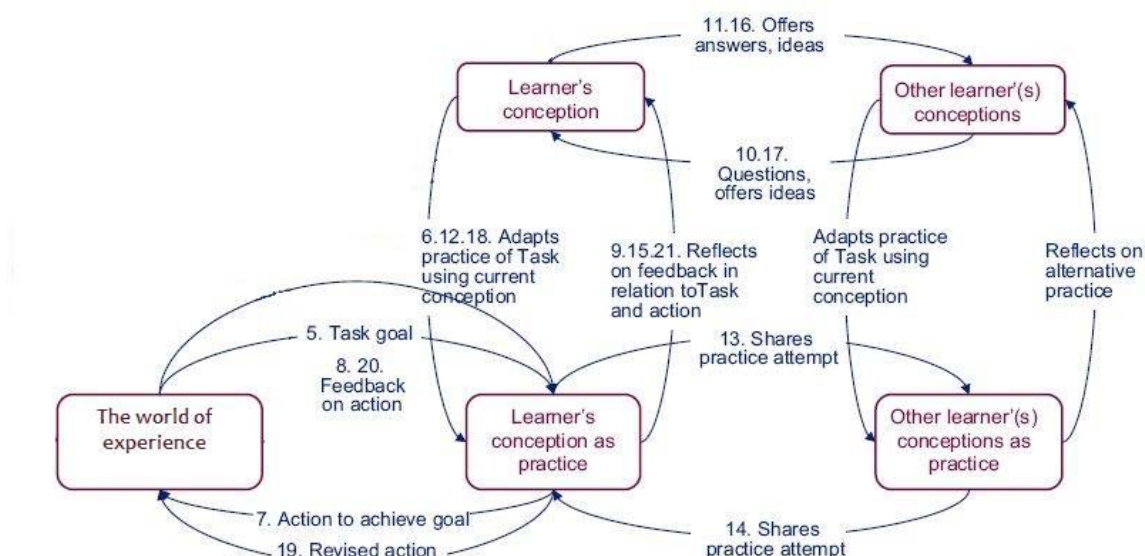 11.16. Offers
answers, ideas
Learner's
conception
Other learner'(s)
conceptions
10.17.
Questions,
offers ideas
6.12.18. Adapts
practice of Task
using current
conception
9.15.21. Reflects
on feedback in
relation toTask
and action
Adapts practice
of Task using
current
conception
Reflects on
alternative
practice
5. Task goal
13. Shares
practice attempt
8. 20.
Feedback
on action
The world of
experience
Learner's
conception as
practice
Other learner'(s)
conceptions as
practice
7. Action to achieve goal
19. Revised action
14. Shares
practice attempt